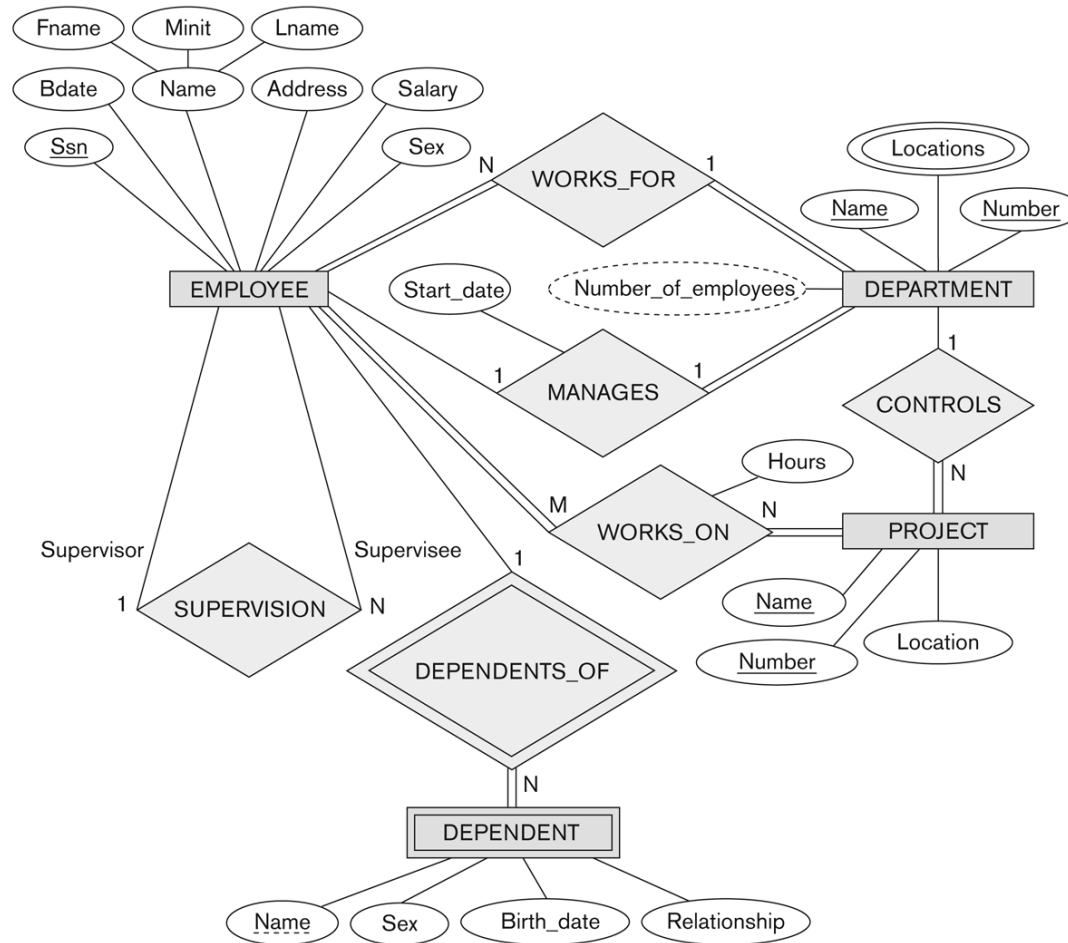 Fname
Minit
Lname
Bdate
Name
Address
Salary
Ssn
Sex
N
WORKS_FOR
1
Locations
Name
Number
EMPLOYEE
Start_date
Number_of_employees
DEPARTMENT
1
MANAGES
1
1
CONTROLS
N
Hours
M
WORKS_ON
N
PROJECT
Supervisor
Supervisee
1
SUPERVISION
N
1
Name
Number
Location
DEPENDENTS_OF
N
DEPENDENT
Name
Sex
Birth_date
Relationship